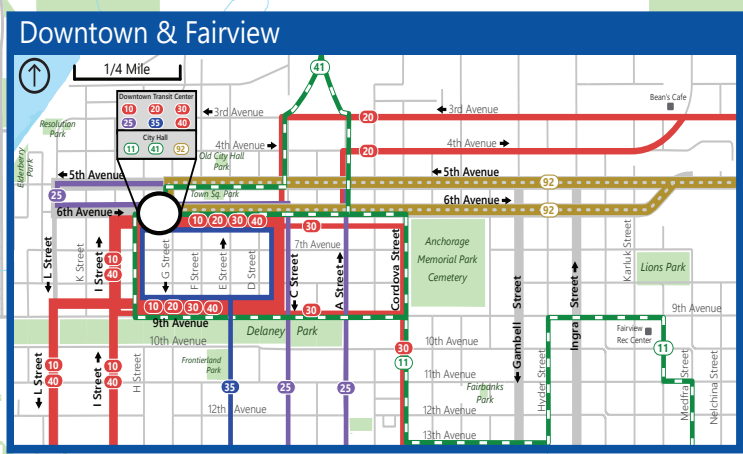 Downtown & Fairview
1/4 Mile
41
Downtown Transit Center
10 20 30
25 35 40
City Hall
11 41 92
Resolution
Park
Elderberry
Park
3rd Avenue
3rd Avenue
Bean's Cafe
20
4th Avenue
4th Avenue
20
Old City Hall
Park
5th Avenue
5th Avenue
92
Town Sq. Park
25
6th Avenue
6th Avenue
92
10 20 30 40
30
7th Avenue
L Street
K Street
I Street
G Street
F Street
E Street
D Street
C Street
A Street
Cordova Street
Anchorage
Memorial Park
Cemetery
Gambell Street
Ingra Street
Karluk Street
Lions Park
10
40
10 20 30 40
30
9th Avenue
9th Avenue
Delaney Park
10th Avenue
10th Avenue
Fairview
Rec Center
30
11
11
Frontierland
Park
L Street
10
40
I Street
10
40
H Street
35
25
25
11th Avenue
Fairbanks
Park
Hyder Street
Medfra Street
Nelchina Street
12th Avenue
12th Avenue
13th Avenue